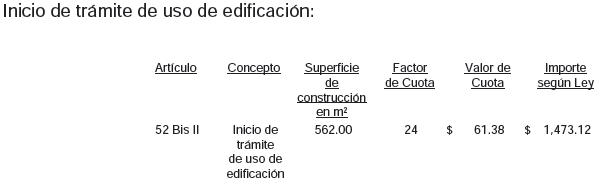 Inicio de trámite de uso de edificación:
Artículo Concepto Superficie de construcción en m² Factor de Cuota Valor de Cuota Importe según Ley
52 Bis II Inicio de trámite de uso de edificación 562.00 24 $ 61.38 $ 1,473.12